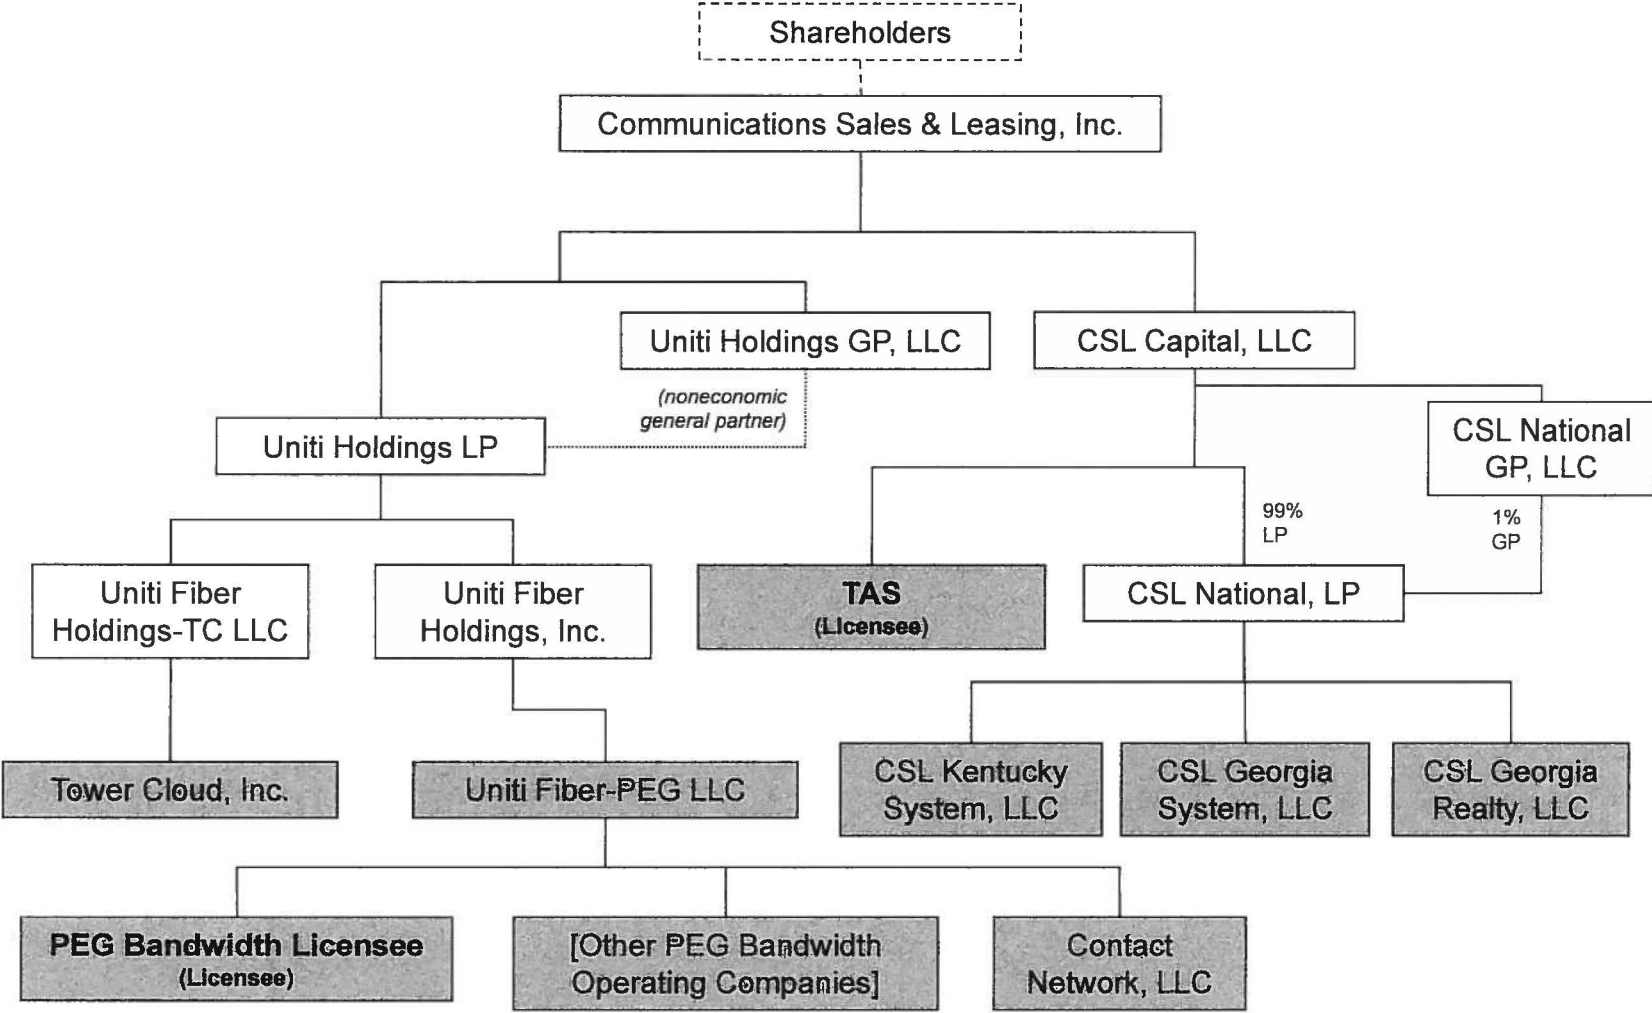 Shareholders
Communications Sales & Leasing, Inc.
Uniti Holdings GP, LLC
CSL Capital, LLC
(noneconomic
general partner)
Uniti Holdings LP
CSL National
GP, LLC
99%
LP
1%
GP
Uniti Fiber
Holdings-TC LLC
Uniti Fiber
Holdings, Inc.
TAS
(Licensee)
CSL National, LP
Tower Cloud, Inc.
Uniti Fiber-PEG LLC
CSL Kentucky
System, LLC
CSL Georgia
System, LLC
CSL Georgia
Realty, LLC
PEG Bandwidth Licensee
(Licensee)
[Other PEG Bandwidth
Operating Companies]
Contact
Network, LLC